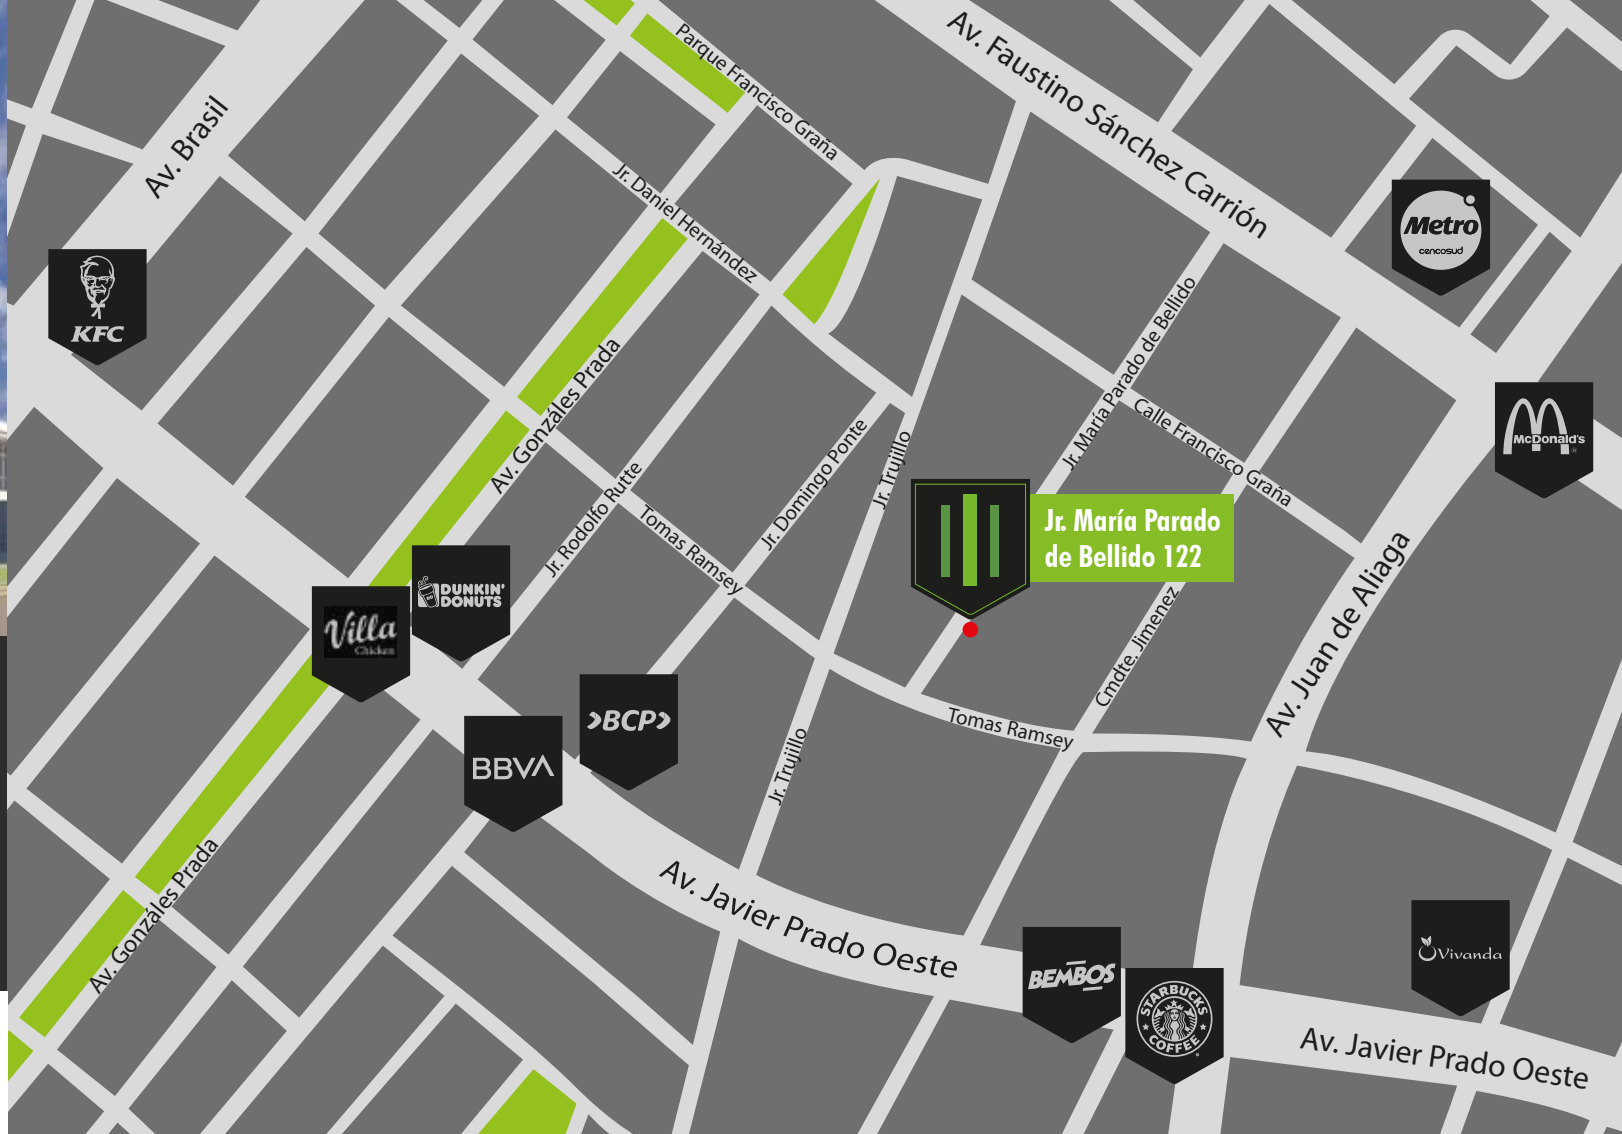 Av. Faustino Sánchez Carrión
Parque Francisco Graña
Av. Brasil
Jr. Daniel Hernández
Metro
cencosud
KFC
Jr. María Parado de Bellido
Av. Gonzáles Prada
Calle Francisco Graña
McDonald's
Jr. Domingo Ponte
Jr. Trujillo
Jr. Rodolfo Rutte
Tomas Ramsey
Jr. María Parado
de Bellido 122
DUNKIN'
DONUTS
Villa
Chicken
Cmdte. Jimenez
Av. Juan de Aliaga
BCP
BBVA
Tomas Ramsey
Jr. Trujillo
Av. Gonzáles Prada
Av. Javier Prado Oeste
BEMBOS
STARBUCKS
COFFEE
Vivanda
Av. Javier Prado Oeste